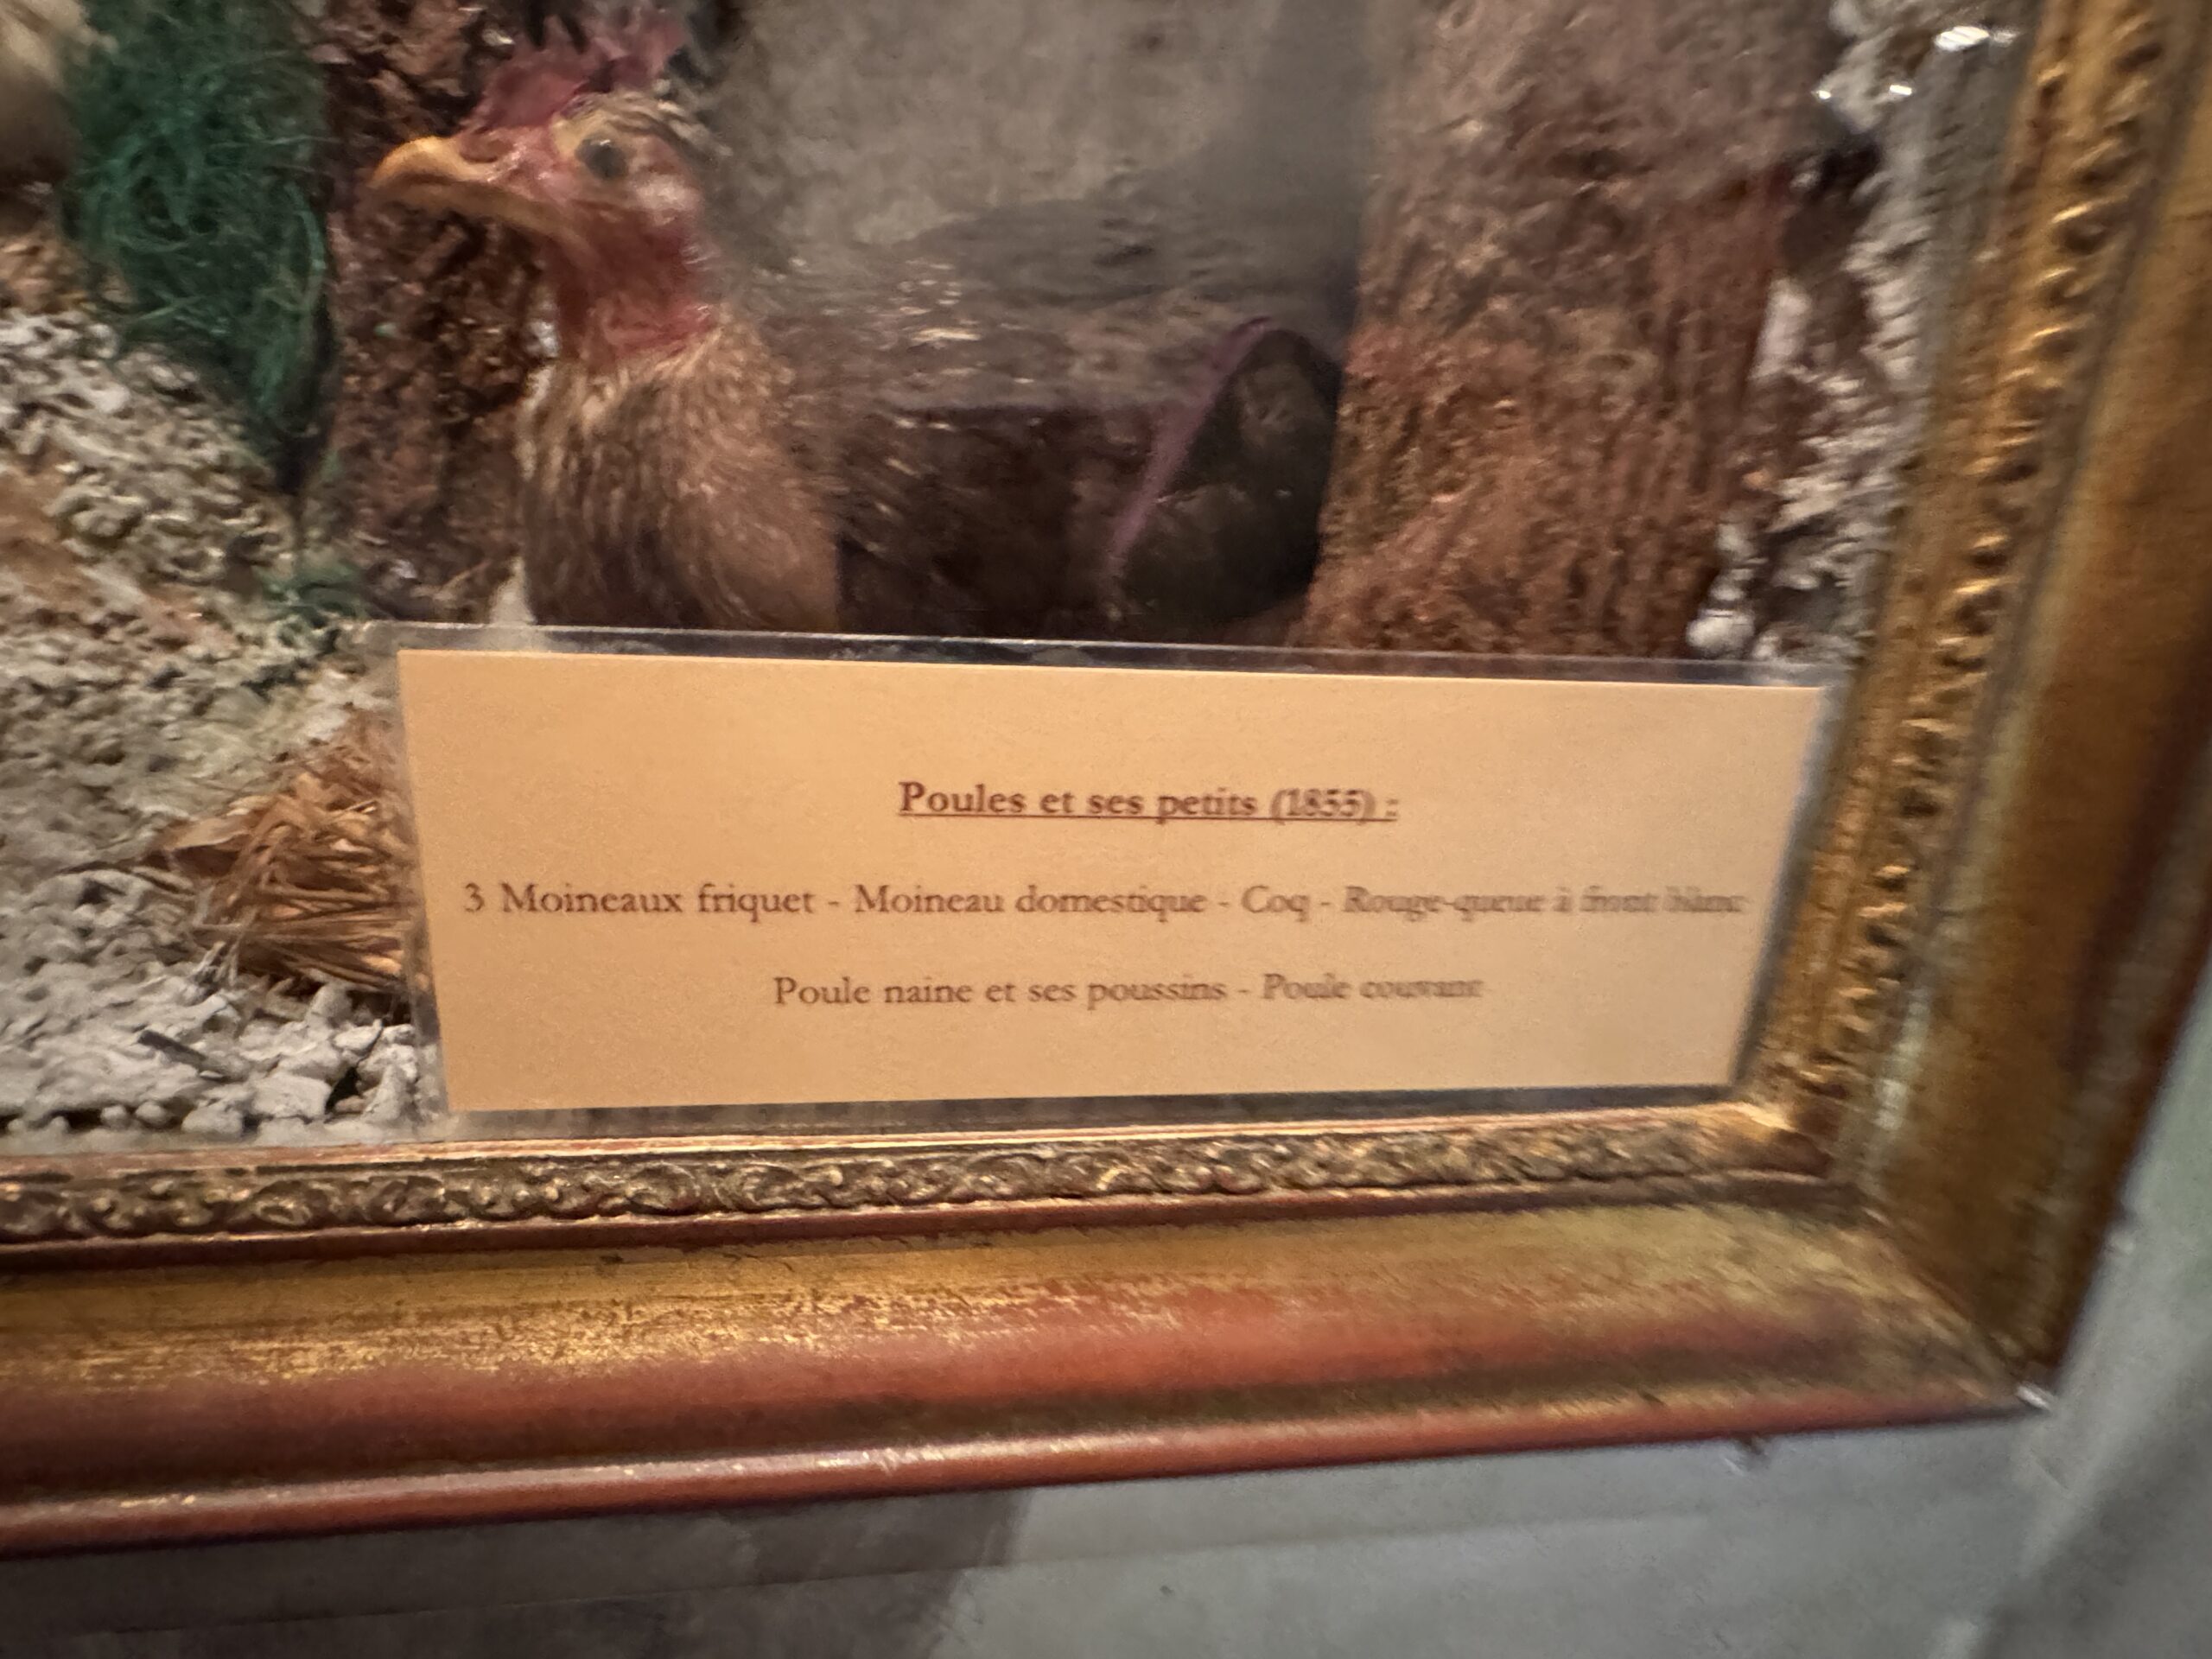 Poules et ses petits (1855) :
3 Moineaux friquet - Moineau domestique - Coq - Rouge-queue à front blanc
Poule naine et ses poussins - Poule couvant